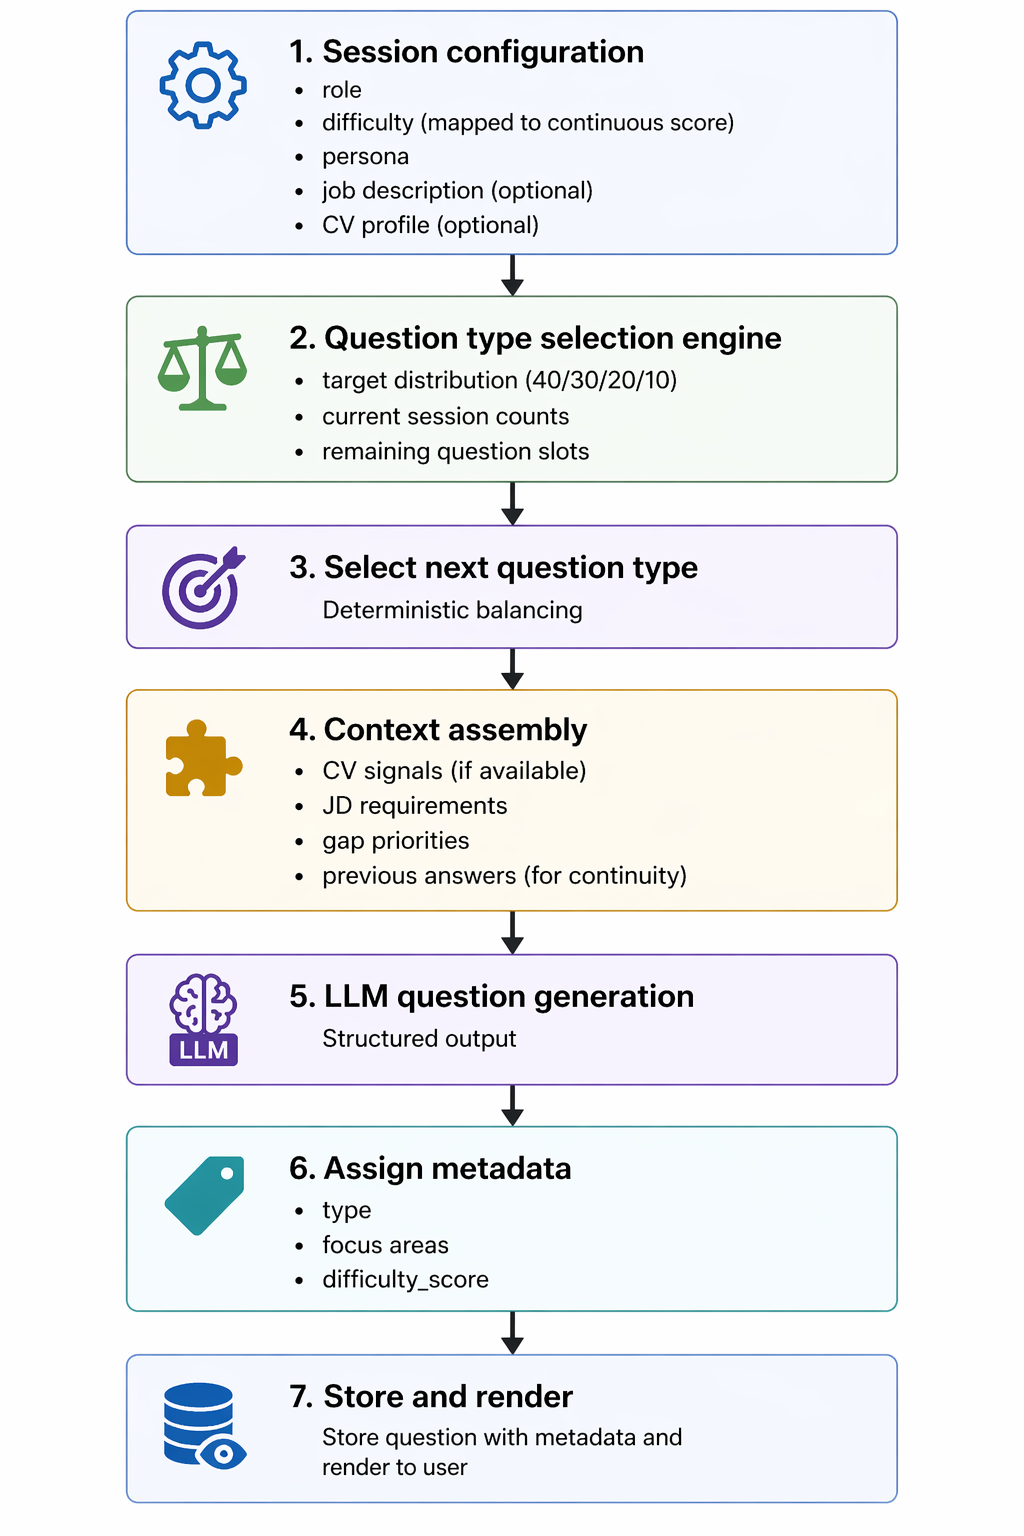 1. Session configuration
• role
• difficulty (mapped to continuous score)
• persona
• job description (optional)
• CV profile (optional)
2. Question type selection engine
• target distribution (40/30/20/10)
• current session counts
• remaining question slots
3. Select next question type
Deterministic balancing
4. Context assembly
• CV signals (if available)
• JD requirements
• gap priorities
• previous answers (for continuity)
LLM
5. LLM question generation
Structured output
6. Assign metadata
• type
• focus areas
• difficulty_score
7. Store and render
Store question with metadata and
render to user